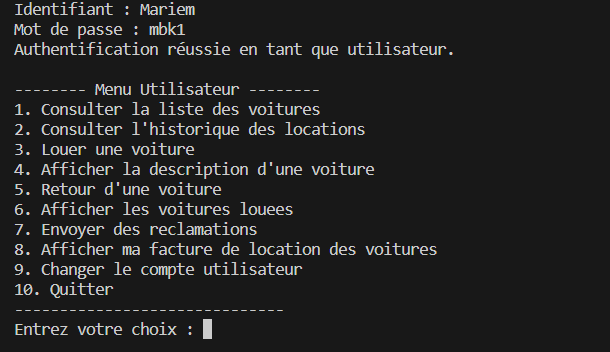 Identifiant : Mariem
Mot de passe : mbk1
Authentification réussie en tant que utilisateur.
-------- Menu Utilisateur --------
1. Consulter la liste des voitures
2. Consulter l'historique des locations
3. Louer une voiture
4. Afficher la description d'une voiture
5. Retour d'une voiture
6. Afficher les voitures louees
7. Envoyer des reclamations
8. Afficher ma facture de location des voitures
9. Changer le compte utilisateur
10. Quitter
------------------------------
Entrez votre choix :